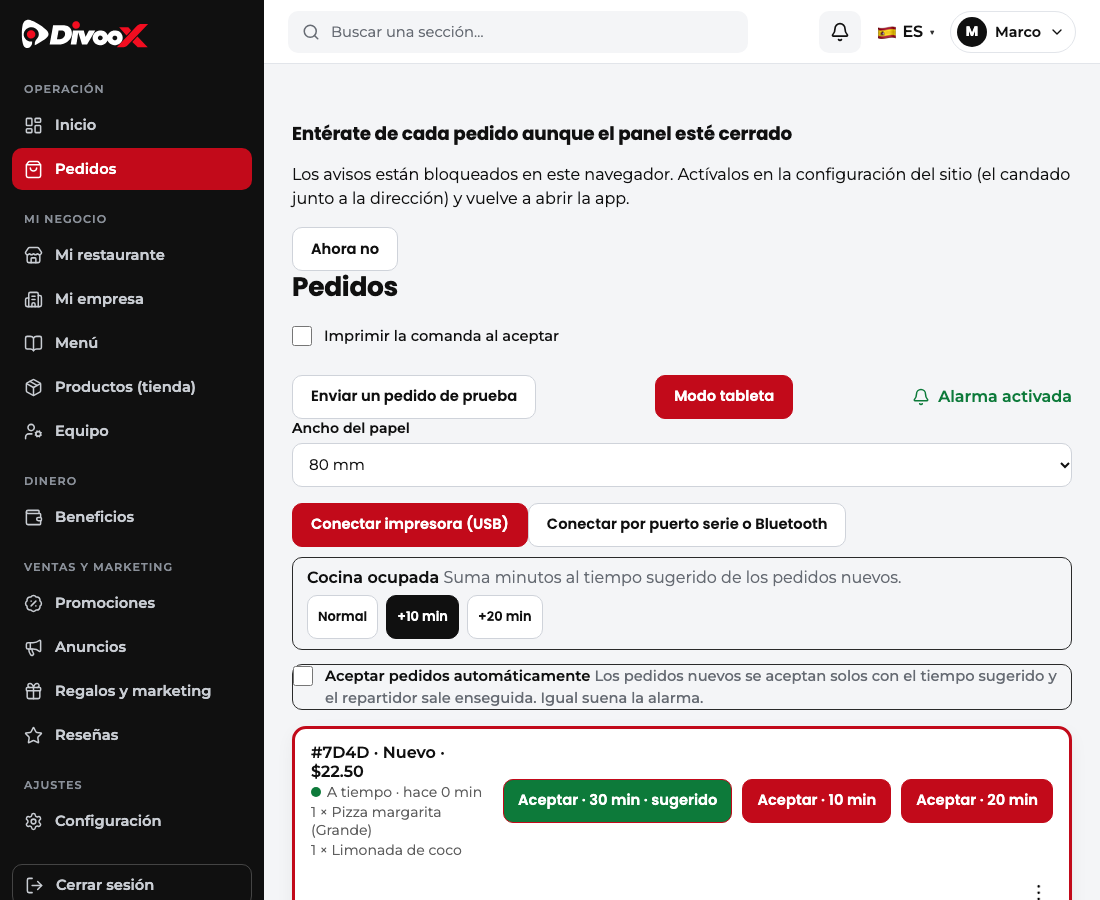 DivooX
OPERACIÓN
Inicio
Pedidos
MI NEGOCIO
Mi restaurante
Mi empresa
Menú
Productos (tienda)
Equipo
DINERO
Beneficios
VENTAS Y MARKETING
Promociones
Anuncios
Regalos y marketing
Reseñas
AJUSTES
Configuración
Cerrar sesión
Buscar una sección...
ES
M Marco
Entérate de cada pedido aunque el panel esté cerrado
Los avisos están bloqueados en este navegador. Actívalos en la configuración del sitio (el candado
junto a la dirección) y vuelve a abrir la app.
Ahora no
Pedidos
Imprimir la comanda al aceptar
Enviar un pedido de prueba
Modo tableta
Alarma activada
Ancho del papel
80 mm
Conectar impresora (USB)
Conectar por puerto serie o Bluetooth
Cocina ocupada Suma minutos al tiempo sugerido de los pedidos nuevos.
Normal
+10 min
+20 min
Aceptar pedidos automáticamente Los pedidos nuevos se aceptan solos con el tiempo sugerido y
el repartidor sale enseguida. Igual suena la alarma.
#7D4D · Nuevo ·
$22.50
A tiempo · hace 0 min
1 × Pizza margarita
(Grande)
1 × Limonada de coco
Aceptar · 30 min · sugerido
Aceptar · 10 min
Aceptar · 20 min